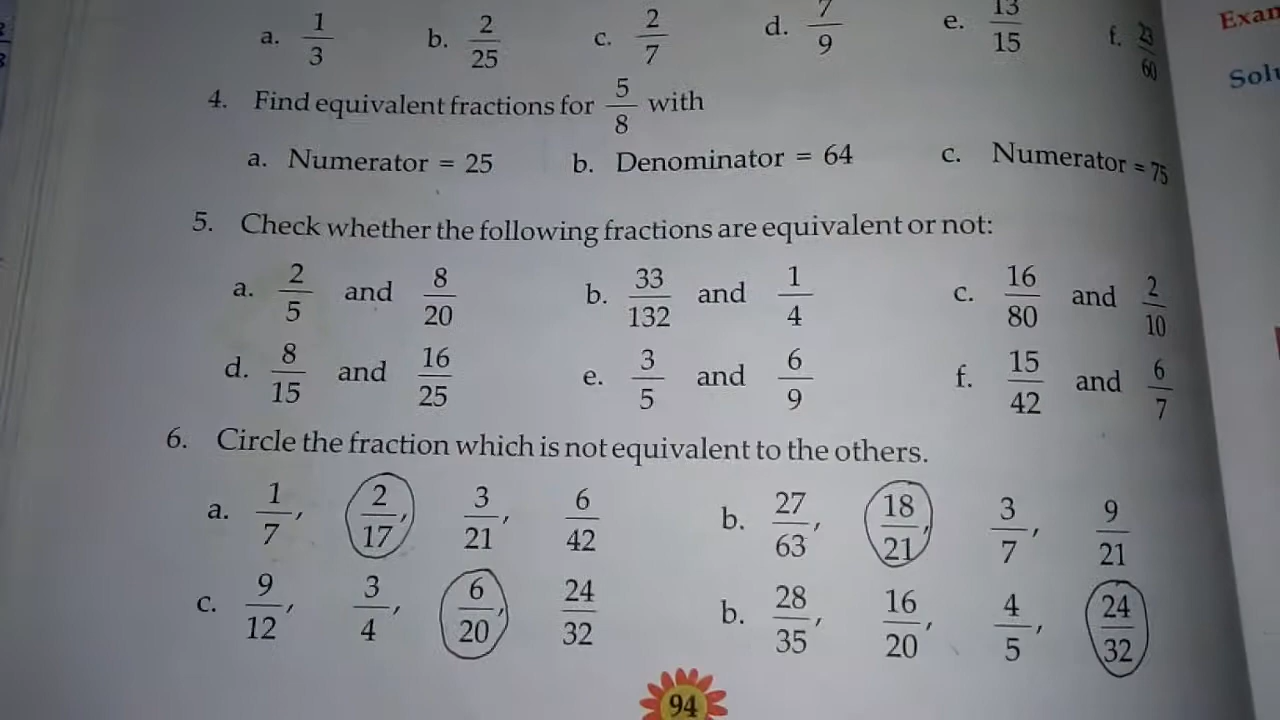 a. 1/3 b. 2/25 c. 2/7 d. 7/9 e. 13/15 f. 23/60
4. Find equivalent fractions for 5/8 with
a. Numerator = 25 b. Denominator = 64 c. Numerator = 75
5. Check whether the following fractions are equivalent or not:
a. 2/5 and 8/20 b. 33/132 and 1/4 c. 16/80 and 2/10
d. 8/15 and 16/25 e. 3/5 and 6/9 f. 15/42 and 6/7
6. Circle the fraction which is not equivalent to the others.
a. 1/7, 2/17, 3/21, 6/42 b. 27/63, 18/21, 3/7, 9/21
c. 9/12, 3/4, 6/20, 24/32 b. 28/35, 16/20, 4/5, 24/32
94